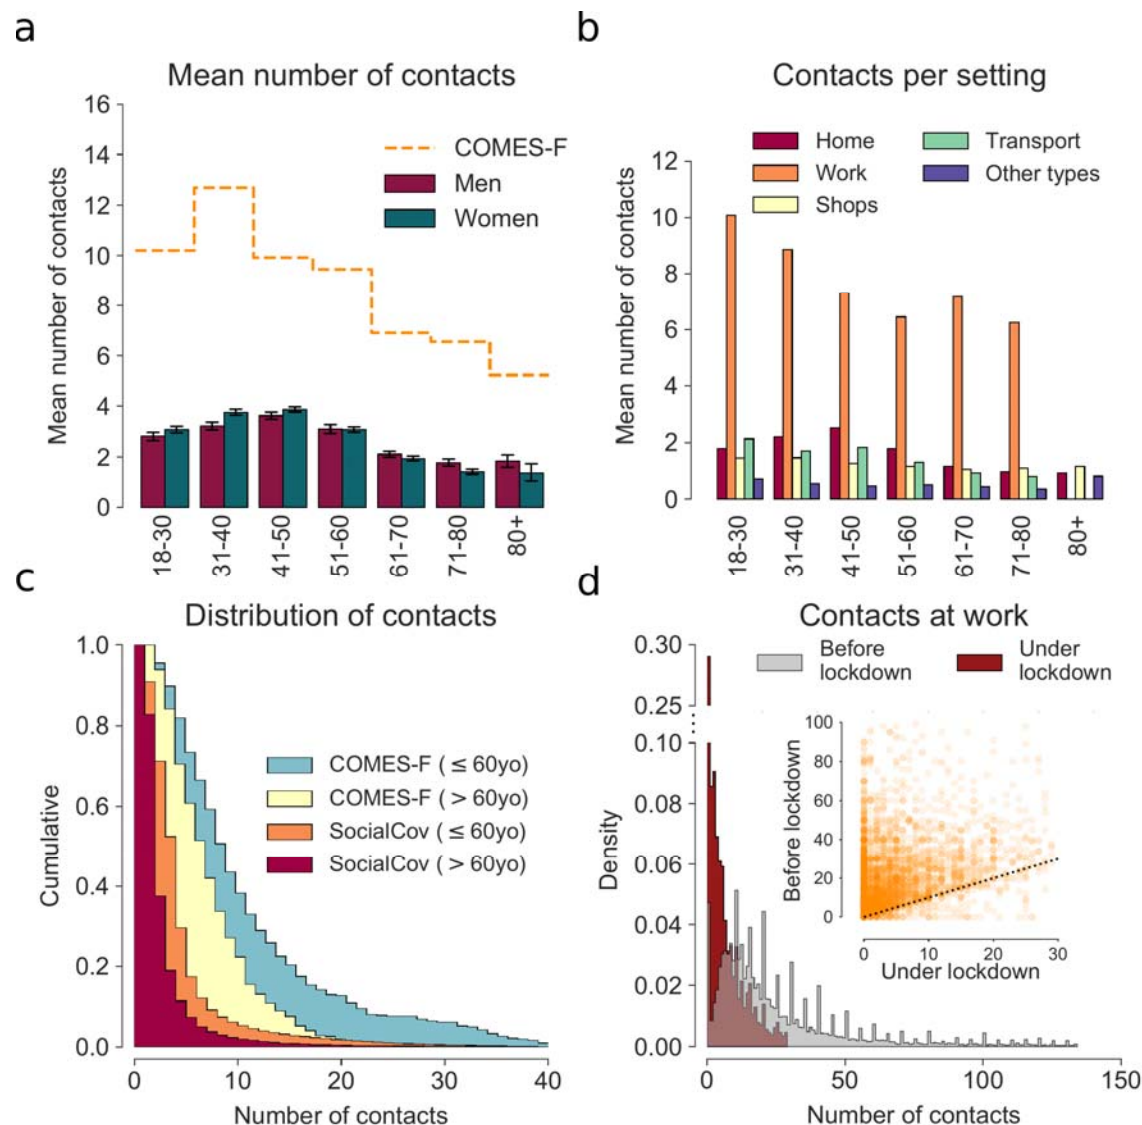 a
Mean number of contacts
16
14
12
10
8
6
4
2
0
Mean number of contacts
COMES-F
Men
Women
18-30
31-40
41-50
51-60
61-70
71-80
80+
b
Contacts per setting
Home
Work
Shops
Transport
Other types
12
10
8
6
4
2
0
Mean number of contacts
18-30
31-40
41-50
51-60
61-70
71-80
80+
c
Distribution of contacts
1.0
0.8
0.6
0.4
0.2
0.0
Cumulative
COMES-F ( ≤ 60yo)
COMES-F ( > 60yo)
SocialCov ( ≤ 60yo)
SocialCov ( > 60yo)
0 10 20 30 40
Number of contacts
d
Contacts at work
Before lockdown
Under lockdown
0.30
0.25
0.10
0.08
0.06
0.04
0.02
0.00
Density
100
80
60
40
20
0
Before lockdown
0 10 20 30
Under lockdown
0 50 100 150
Number of contacts